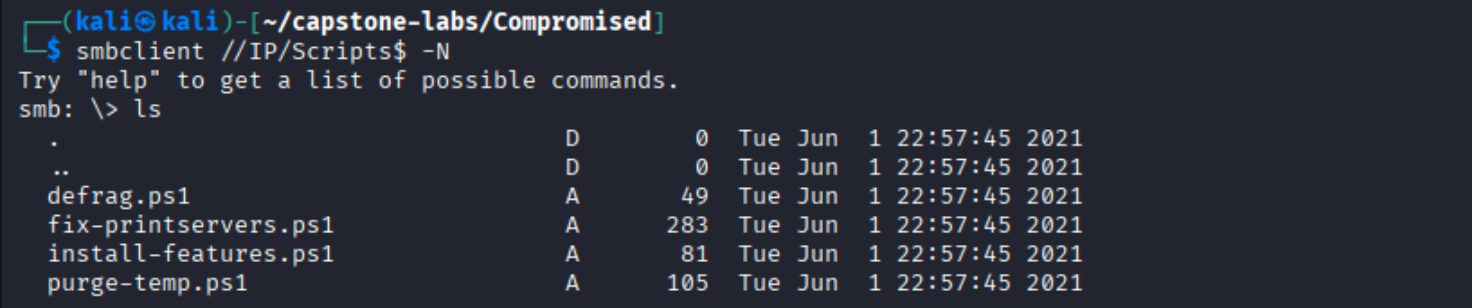 ┌──(kali㉿kali)-[~/capstone-labs/Compromised]
└─$ smbclient //IP/Scripts$ -N
Try "help" to get a list of possible commands.
smb: \> ls
  .                                   D        0  Tue Jun  1 22:57:45 2021
  ..                                  D        0  Tue Jun  1 22:57:45 2021
  defrag.ps1                          A       49  Tue Jun  1 22:57:45 2021
  fix-printservers.ps1                A      283  Tue Jun  1 22:57:45 2021
  install-features.ps1                A       81  Tue Jun  1 22:57:45 2021
  purge-temp.ps1                      A      105  Tue Jun  1 22:57:45 2021